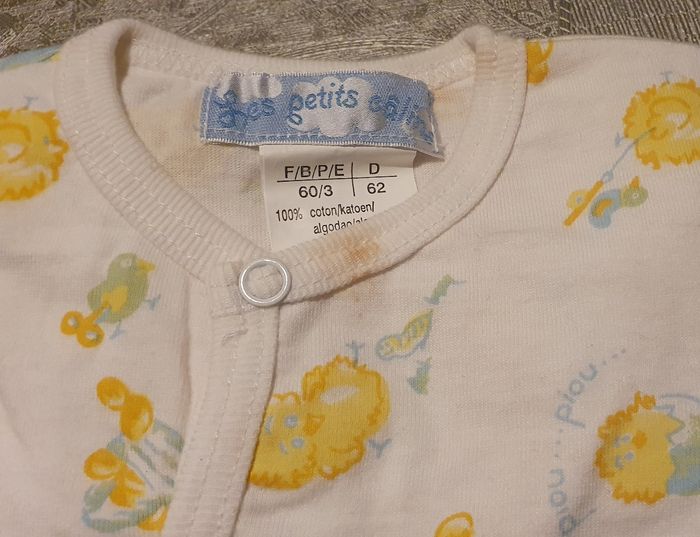 Les petits
F/B/P/E D
60/3 62
100% coton/katoen/
piou... piou...